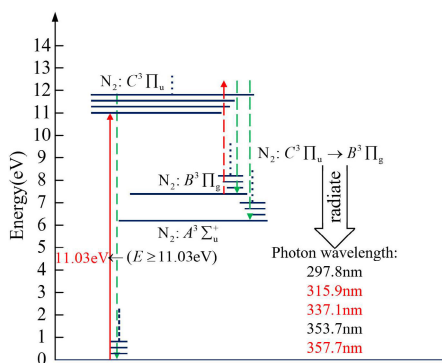 14
13
12
11
10
9
8
7
6
5
4
3
2
1
0
Energy(eV)
N₂: C³Πᵤ
N₂: B³Π_g
N₂: A³Σᵤ⁺
11.03eV ← (E ≥ 11.03eV)
N₂: C³Πᵤ → B³Π_g
radiate
Photon wavelength:
297.8nm
315.9nm
337.1nm
353.7nm
357.7nm